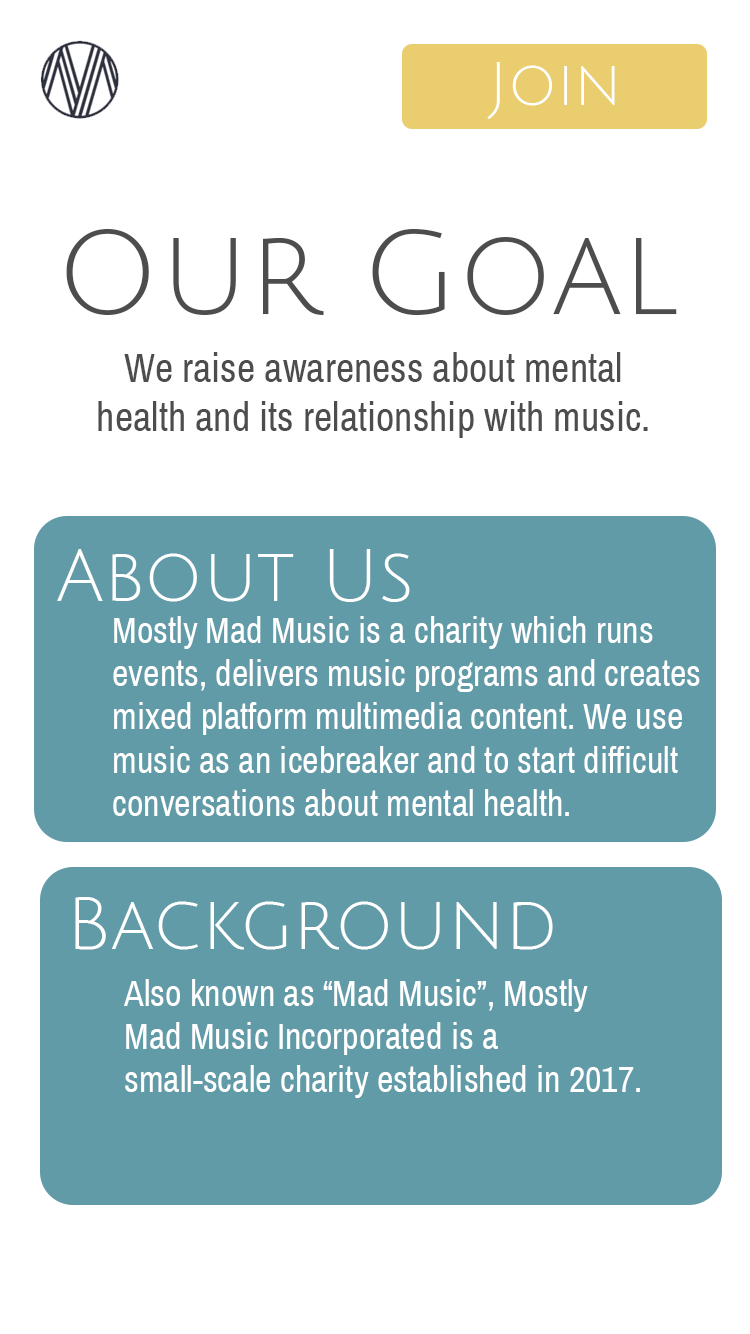 Join
Our Goal
We raise awareness about mental
health and its relationship with music.
About Us
Mostly Mad Music is a charity which runs
events, delivers music programs and creates
mixed platform multimedia content. We use
music as an icebreaker and to start difficult
conversations about mental health.
Background
Also known as “Mad Music”, Mostly
Mad Music Incorporated is a
small-scale charity established in 2017.